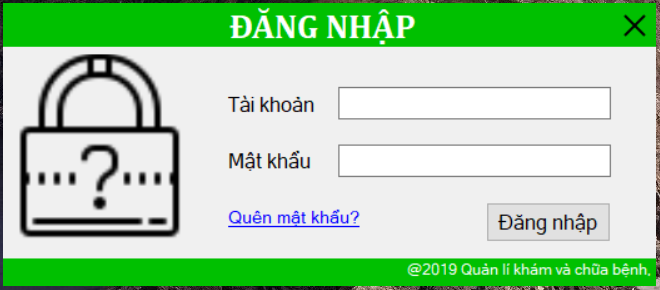 ĐĂNG NHẬP
Tài khoản
Mật khẩu
Quên mật khẩu?
Đăng nhập
@2019 Quản lí khám và chữa bệnh.